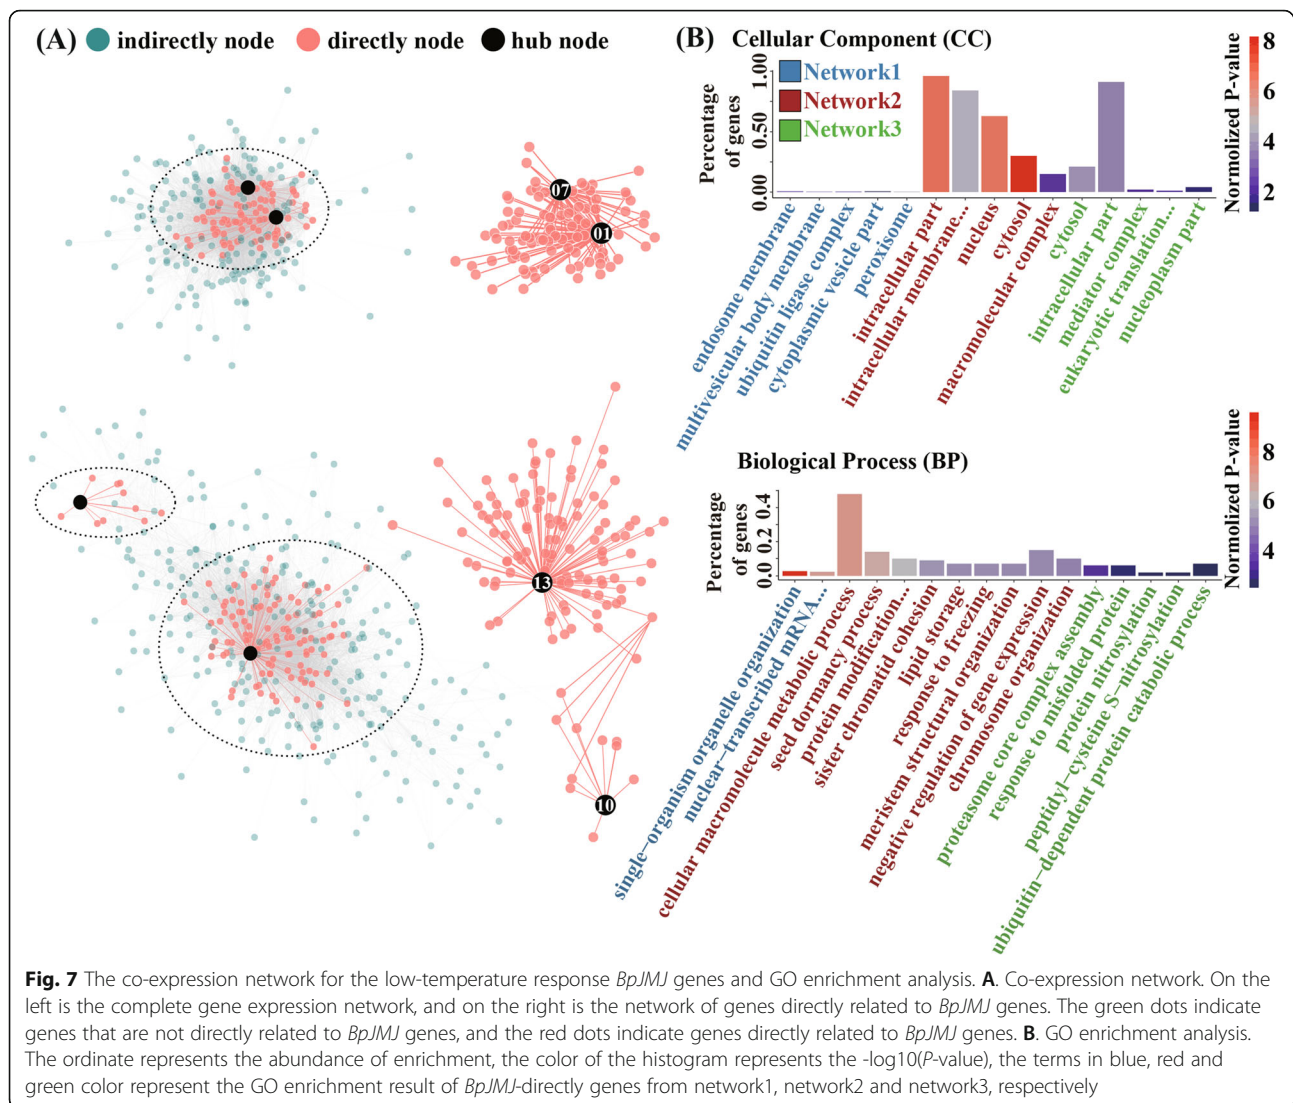 (A) indirectly node directly node hub node
07
01
13
10
(B) Cellular Component (CC)
Network1
Network2
Network3
Percentage
of genes
1.00
0.50
0.00
endosome membrane
multivesicular body membrane
ubiquitin ligase complex
cytoplasmic vesicle part
peroxisome
intracellular part
intracellular membrane...
nucleus
cytosol
macromolecular complex
cytosol
intracellular part
mediator complex
eukaryotic translation...
nucleoplasm part
Normolized P-value
8
6
4
2
Biological Process (BP)
Percentage
of genes
0.4
0.2
0.0
single−organism organelle organization
nuclear−transcribed mRNA...
cellular macromolecule metabolic process
seed dormancy process
protein modification...
sister chromatid cohesion
lipid storage
response to freezing
meristem structural organization
negative regulation of gene expression
chromosome organization
proteasome core complex assembly
response to misfolded protein
protein nitrosylation
peptidyl−cysteine S−nitrosylation
ubiquitin−dependent protein catabolic process
Normolized P-value
8
6
4
Fig. 7 The co-expression network for the low-temperature response BpJMJ genes and GO enrichment analysis. A. Co-expression network. On the
left is the complete gene expression network, and on the right is the network of genes directly related to BpJMJ genes. The green dots indicate
genes that are not directly related to BpJMJ genes, and the red dots indicate genes directly related to BpJMJ genes. B. GO enrichment analysis.
The ordinate represents the abundance of enrichment, the color of the histogram represents the -log10(P-value), the terms in blue, red and
green color represent the GO enrichment result of BpJMJ-directly genes from network1, network2 and network3, respectively